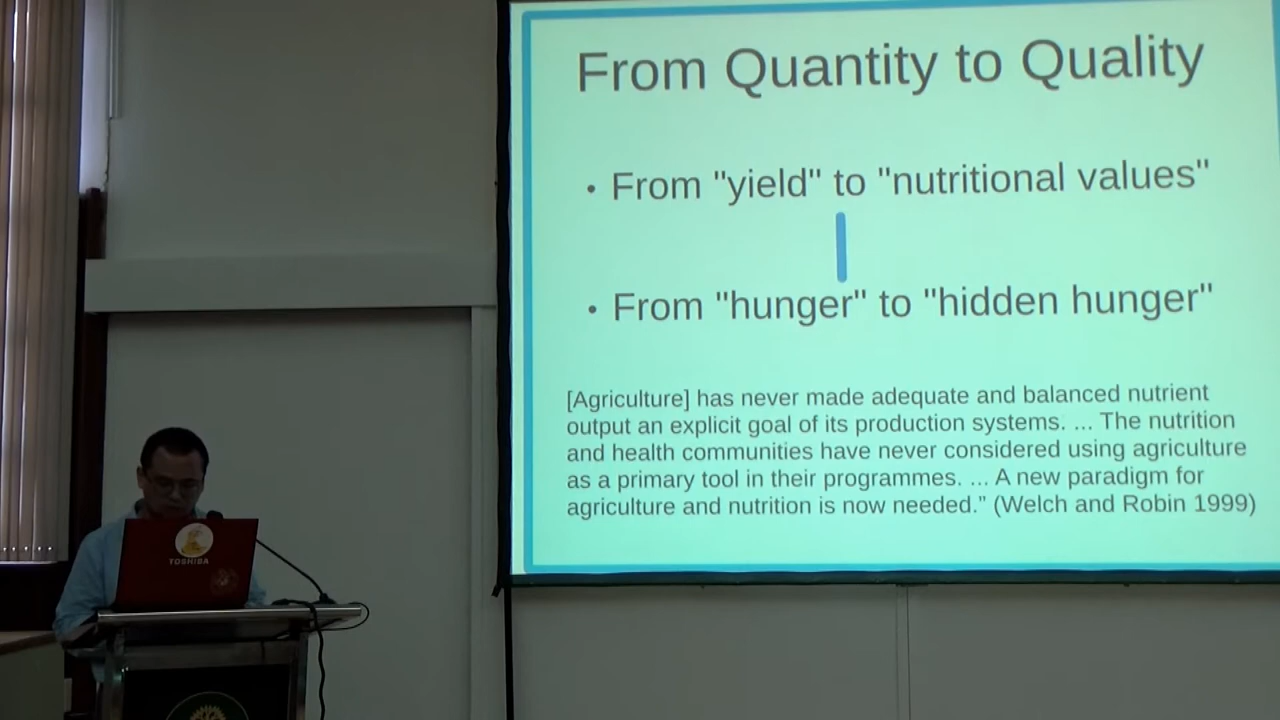 From Quantity to Quality
• From "yield" to "nutritional values"
• From "hunger" to "hidden hunger"
[Agriculture] has never made adequate and balanced nutrient
output an explicit goal of its production systems. ... The nutrition
and health communities have never considered using agriculture
as a primary tool in their programmes. ... A new paradigm for
agriculture and nutrition is now needed." (Welch and Robin 1999)
TOSHIBA